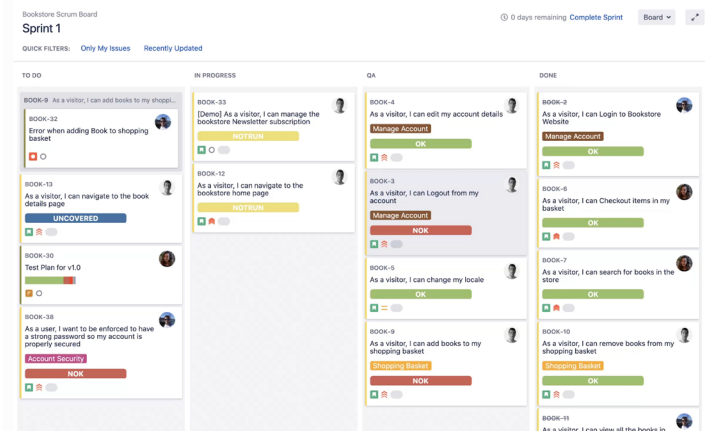 Bookstore Scrum Board
Sprint 1
0 days remaining Complete Sprint
Board
QUICK FILTERS: Only My Issues Recently Updated
TO DO
BOOK-9 As a visitor, I can add books to my shoppi...
BOOK-32
Error when adding Book to shopping
basket
BOOK-13
As a visitor, I can navigate to the book
details page
UNCOVERED
BOOK-30
Test Plan for v1.0
BOOK-38
As a user, I want to be enforced to have
a strong password so my account is
properly secured
Account Security
NOK
IN PROGRESS
BOOK-33
[Demo] As a visitor, I can manage the
bookstore Newsletter subscription
NOTRUN
BOOK-12
As a visitor, I can navigate to the
bookstore home page
NOTRUN
QA
BOOK-4
As a visitor, I can edit my account details
Manage Account
OK
BOOK-3
As a visitor, I can Logout from my
account
Manage Account
NOK
BOOK-5
As a visitor, I can change my locale
OK
BOOK-9
As a visitor, I can add books to my
shopping basket
Shopping Basket
NOK
DONE
BOOK-2
As a visitor, I can Login to Bookstore
Website
Manage Account
OK
BOOK-6
As a visitor, I can Checkout items in my
basket
OK
BOOK-7
As a visitor, I can search for books in the
store
OK
BOOK-10
As a visitor, I can remove books from my
shopping basket
Shopping Basket
OK
BOOK-11
As a visitor, I can view all the books in